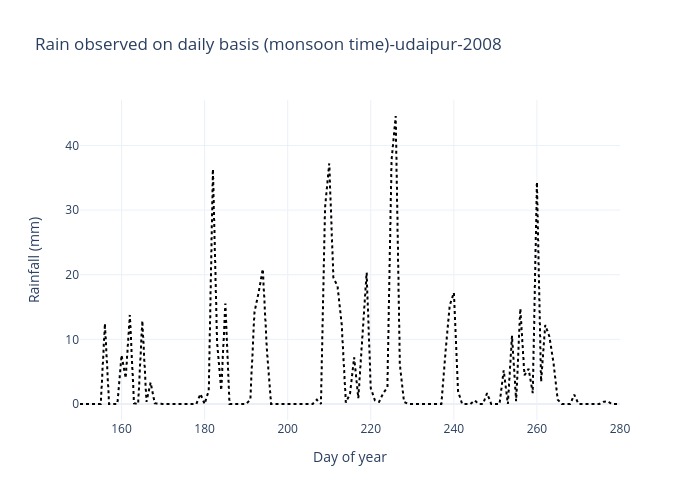 Rain observed on daily basis (monsoon time)-udaipur-2008
Rainfall (mm)
40
30
20
10
0
160 180 200 220 240 260 280
Day of year